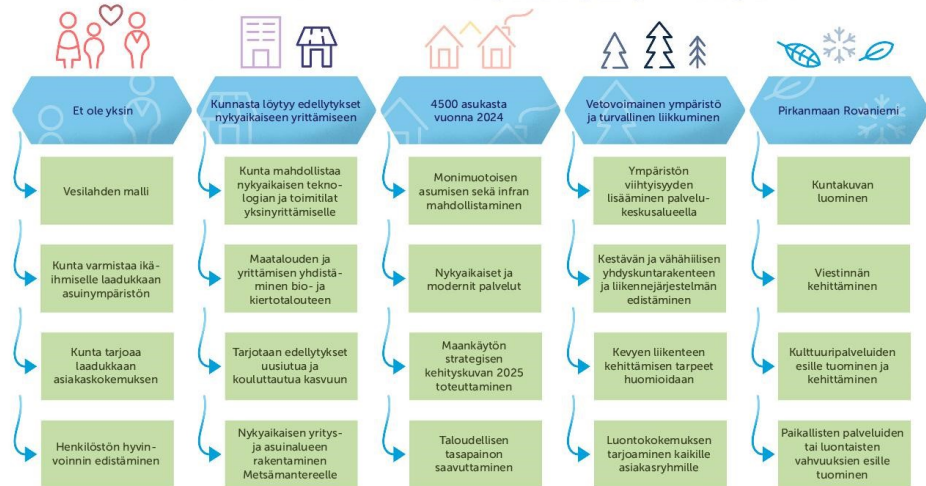 Et ole yksin
Vesilahden malli
Kunta varmistaa ikä-
ihmiselle laadukkaan
asuinympäristön
Kunta tarjoaa
laadukkaan
asiakaskokemuksen
Henkilöstön hyvin-
voinnin edistäminen
Kunnasta löytyy edellytykset
nykyaikaiseen yrittämiseen
Kunta mahdollistaa
nykyaikaisen tekno-
logian ja toimitilat
yksinyrittämiselle
Maatalouden ja
yrittämisen yhdistä-
minen bio- ja
kiertotalouteen
Tarjotaan edellytykset
uusiutua ja
kouluttautua kasvuun
Nykyaikaisen yritys-
ja asuinalueen
rakentaminen
Metsämantereelle
4500 asukasta
vuonna 2024
Monimuotoisen
asumisen sekä infran
mahdollistaminen
Nykyaikaiset ja
modernit palvelut
Maankäytön
strategisen
kehityskuvan 2025
toteuttaminen
Taloudellisen
tasapainon
saavuttaminen
Vetovoimainen ympäristö
ja turvallinen liikkuminen
Ympäristön
viihtyisyyden
lisääminen palvelu-
keskusalueella
Kestävän ja vähähiilisen
yhdyskuntarakenteen
ja liikennejärjestelmän
edistäminen
Kevyen liikenteen
kehittämisen tarpeet
huomioidaan
Luontokokemuksen
tarjoaminen kaikille
asiakasryhmille
Pirkanmaan Rovaniemi
Kuntakuvan
luominen
Viestinnän
kehittäminen
Kulttuuripalveluiden
esille tuominen ja
kehittäminen
Paikallisten palveluiden
tai luontaisten
vahvuuksien esille
tuominen